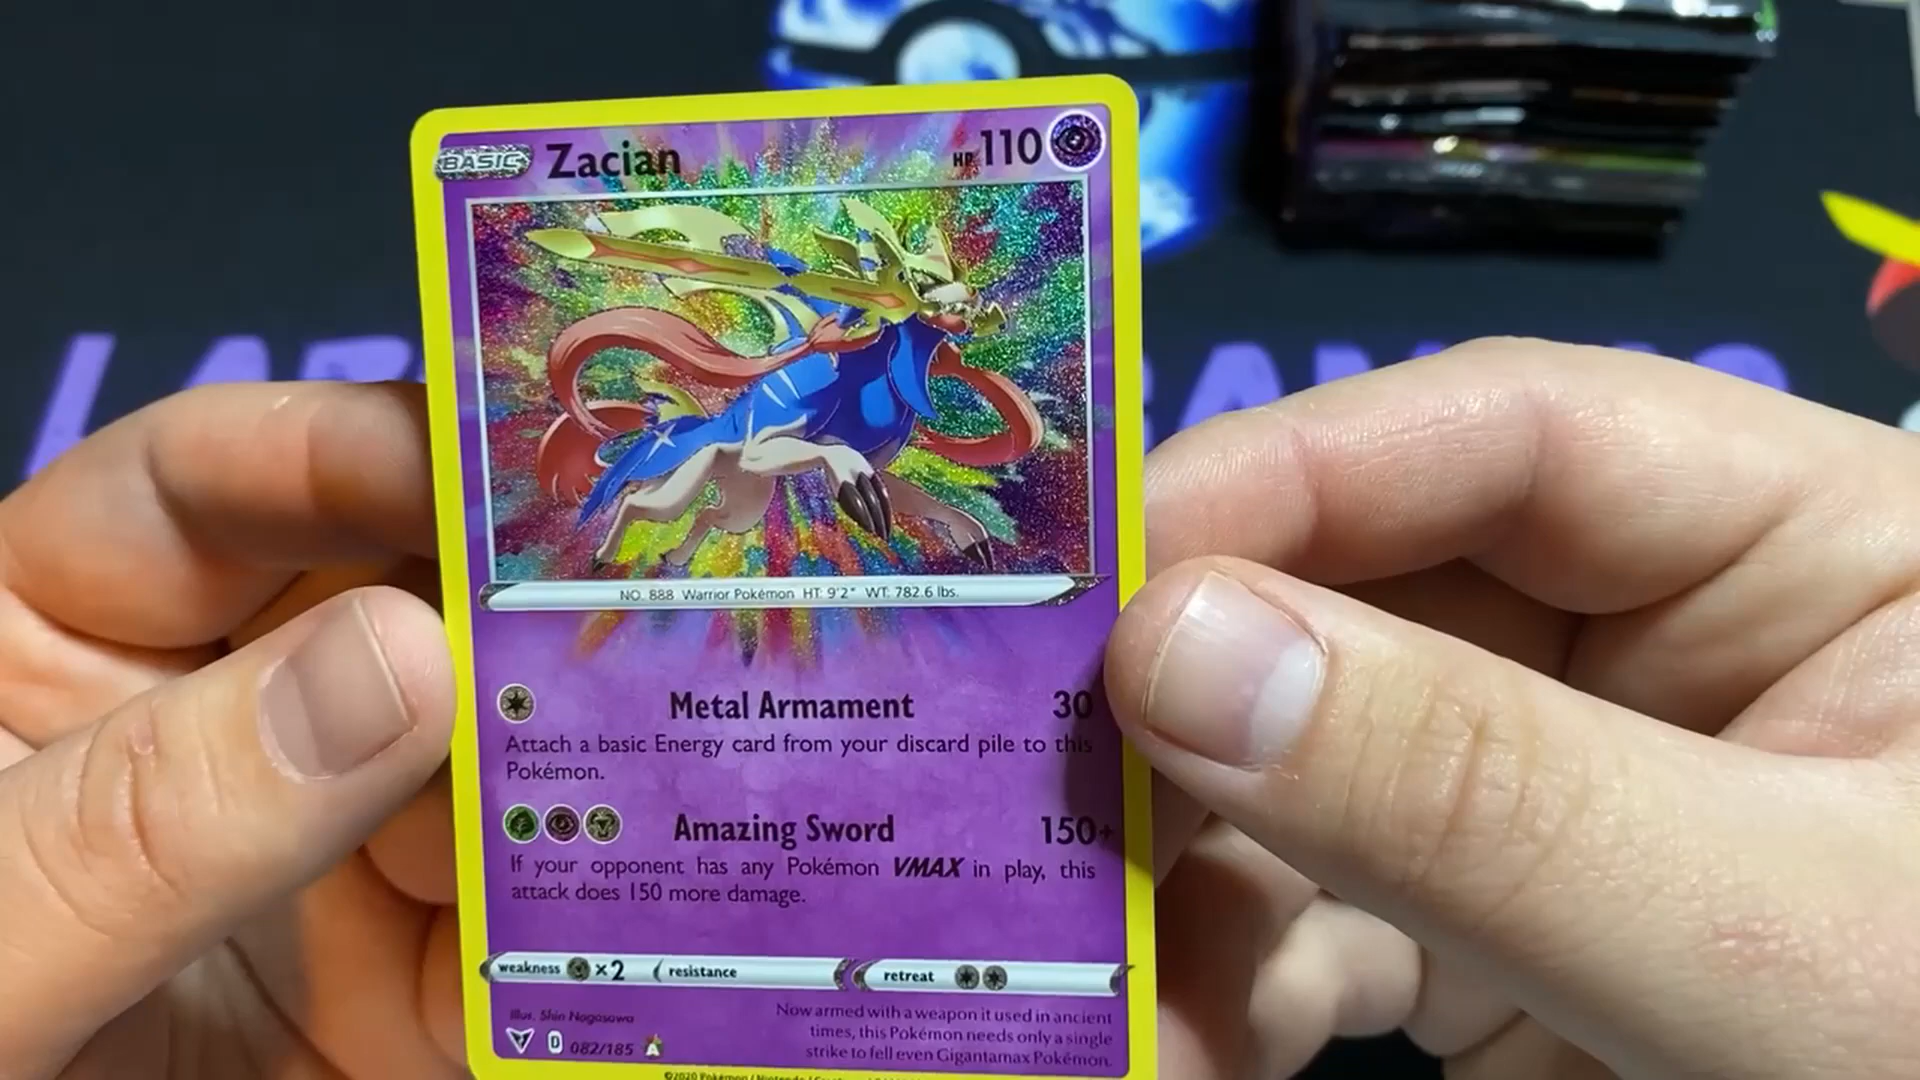 BASIC Zacian HP 110
NO. 888 Warrior Pokémon HT: 9'2" WT: 782.6 lbs.
Metal Armament 30
Attach a basic Energy card from your discard pile to this
Pokémon.
Amazing Sword 150+
If your opponent has any Pokémon VMAX in play, this
attack does 150 more damage.
weakness ×2 resistance retreat
Illus. Shin Nagasawa
Now armed with a weapon it used in ancient
times, this Pokémon needs only a single
strike to fell even Gigantamax Pokémon.
D 082/185 A
©2020 Pokémon / Nintendo /